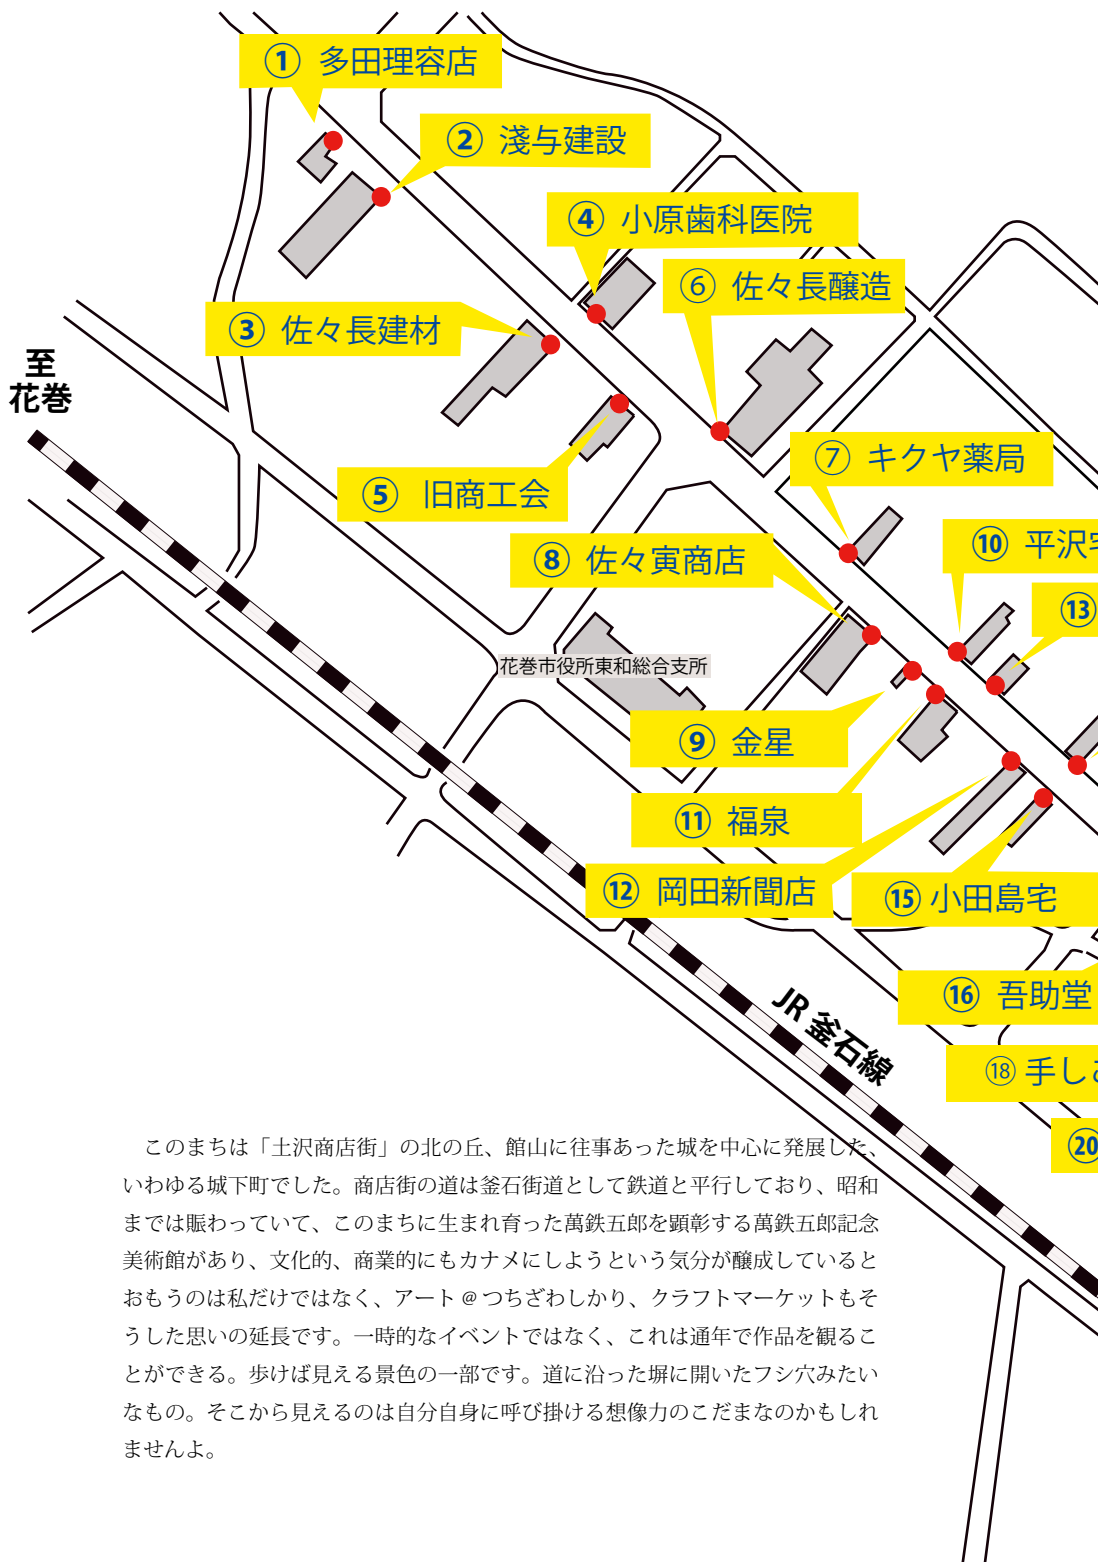 ① 多田理容店
② 淺与建設
④ 小原歯科医院
⑥ 佐々長醸造
③ 佐々長建材
至
花巻
⑦ キクヤ薬局
⑤ 旧商工会
⑩ 平沢
⑧ 佐々寅商店
⑬
花巻市役所東和総合支所
⑨ 金星
⑪ 福泉
⑫ 岡田新聞店
⑮ 小田島宅
⑯ 吾助堂
JR 釜石線
⑱ 手し
⑳
このまちは「土沢商店街」の北の丘、館山に往事あった城を中心に発展した、
いわゆる城下町でした。商店街の道は釜石街道として鉄道と平行しており、昭和
までは賑わっていて、このまちに生まれ育った萬鉄五郎を顕彰する萬鉄五郎記念
美術館があり、文化的、商業的にもカナメにしようという気分が醸成していると
おもうのは私だけではなく、アート@つちざわしかり、クラフトマーケットもそ
うした思いの延長です。一時的なイベントではなく、これは通年で作品を観るこ
とができる。歩けば見える景色の一部です。道に沿った塀に開いたフシ穴みたい
なもの。そこから見えるのは自分自身に呼び掛ける想像力のこだまなのかもしれ
ませんよ。